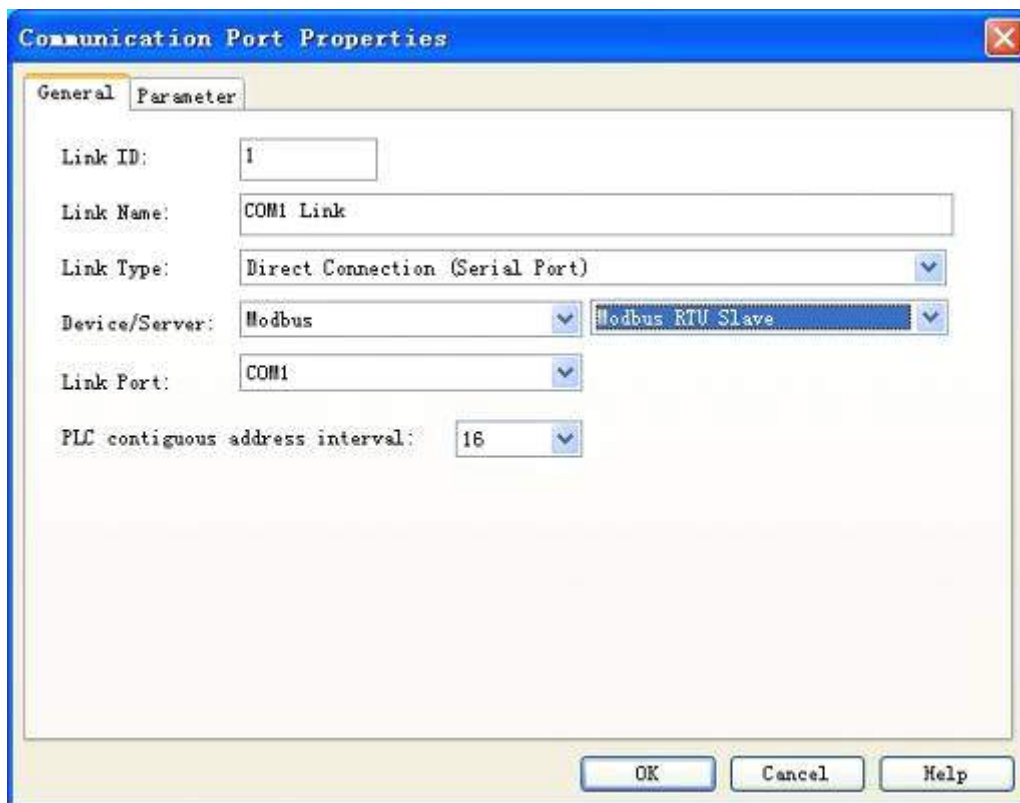 Communication Port Properties
General Parameter
Link ID: 1
Link Name: COM1 Link
Link Type: Direct Connection (Serial Port)
Device/Server: Modbus Modbus RTU Slave
Link Port: COM1
PLC contiguous address interval: 16
OK Cancel Help